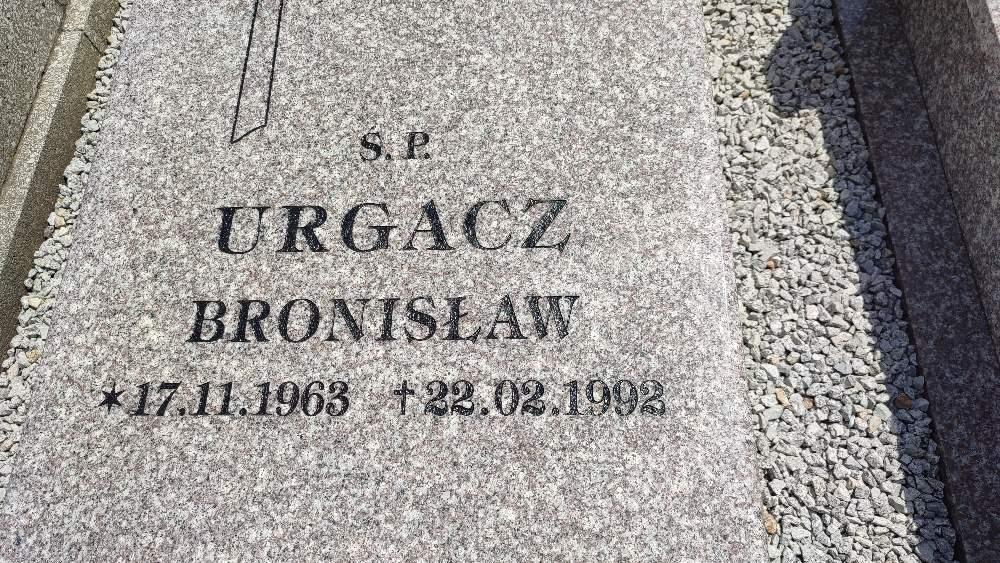 Ś. P.
URGACZ
BRONISŁAW
✶17.11.1963 †22.02.1992